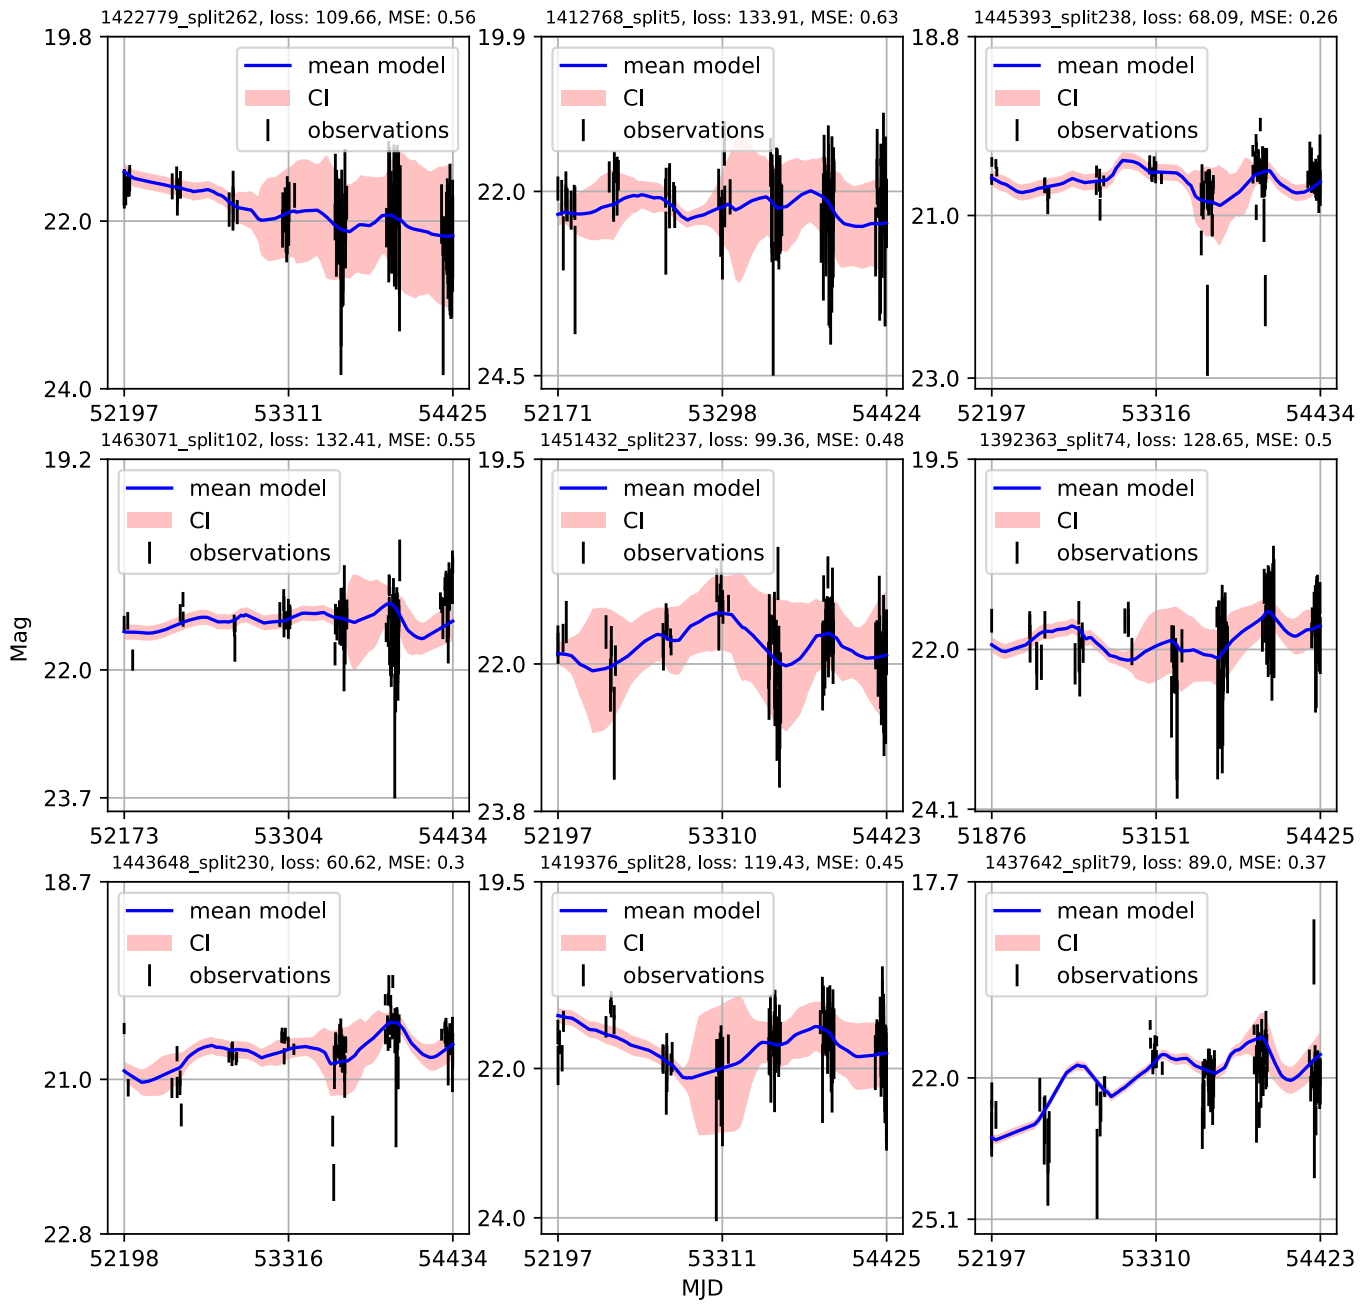 1422779_split262, loss: 109.66, MSE: 0.56
19.8
22.0
24.0
mean model
CI
observations
52197 53311 54425
1412768_split5, loss: 133.91, MSE: 0.63
19.9
22.0
24.5
mean model
CI
observations
52171 53298 54424
1445393_split238, loss: 68.09, MSE: 0.26
18.8
21.0
23.0
mean model
CI
observations
52197 53316 54434
1463071_split102, loss: 132.41, MSE: 0.55
19.2
22.0
23.7
mean model
CI
observations
52173 53304 54434
1451432_split237, loss: 99.36, MSE: 0.48
19.5
22.0
23.8
mean model
CI
observations
52197 53310 54423
1392363_split74, loss: 128.65, MSE: 0.5
19.5
22.0
24.1
mean model
CI
observations
51876 53151 54425
Mag
1443648_split230, loss: 60.62, MSE: 0.3
18.7
21.0
22.8
mean model
CI
observations
52198 53316 54434
1419376_split28, loss: 119.43, MSE: 0.45
19.5
22.0
24.0
mean model
CI
observations
52197 53311 54425
1437642_split79, loss: 89.0, MSE: 0.37
17.7
22.0
25.1
mean model
CI
observations
52197 53310 54423
MJD